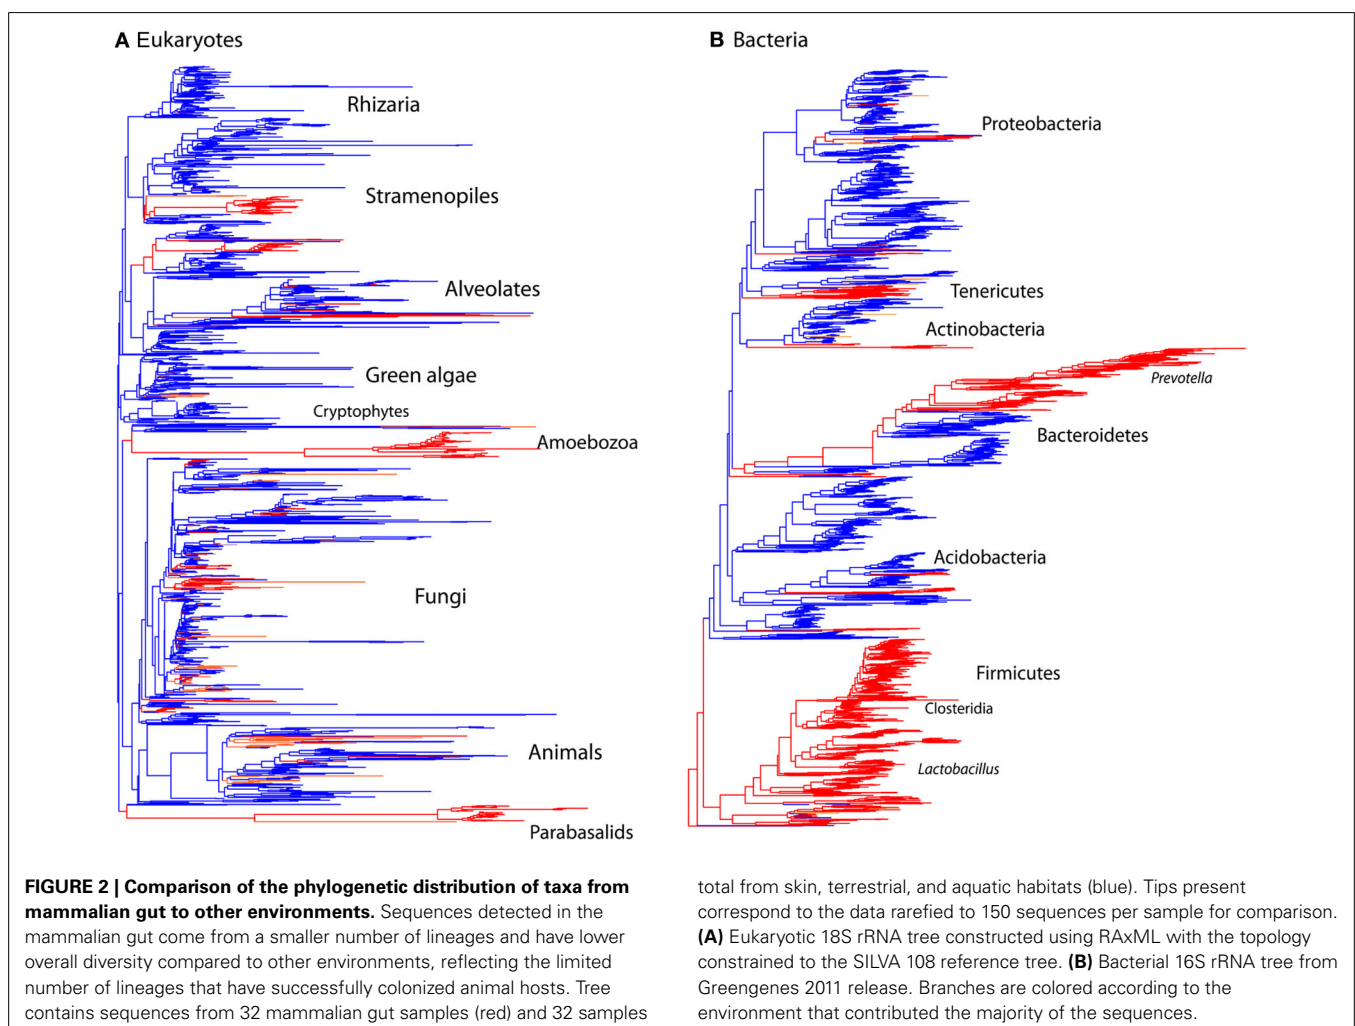 A Eukaryotes
Rhizaria
Stramenopiles
Alveolates
Green algae
Cryptophytes
Amoebozoa
Fungi
Animals
Parabasalids
B Bacteria
Proteobacteria
Tenericutes
Actinobacteria
Prevotella
Bacteroidetes
Acidobacteria
Firmicutes
Closteridia
Lactobacillus
FIGURE 2 | Comparison of the phylogenetic distribution of taxa from
mammalian gut to other environments. Sequences detected in the
mammalian gut come from a smaller number of lineages and have lower
overall diversity compared to other environments, reflecting the limited
number of lineages that have successfully colonized animal hosts. Tree
contains sequences from 32 mammalian gut samples (red) and 32 samples
total from skin, terrestrial, and aquatic habitats (blue). Tips present
correspond to the data rarefied to 150 sequences per sample for comparison.
(A) Eukaryotic 18S rRNA tree constructed using RAxML with the topology
constrained to the SILVA 108 reference tree. (B) Bacterial 16S rRNA tree from
Greengenes 2011 release. Branches are colored according to the
environment that contributed the majority of the sequences.